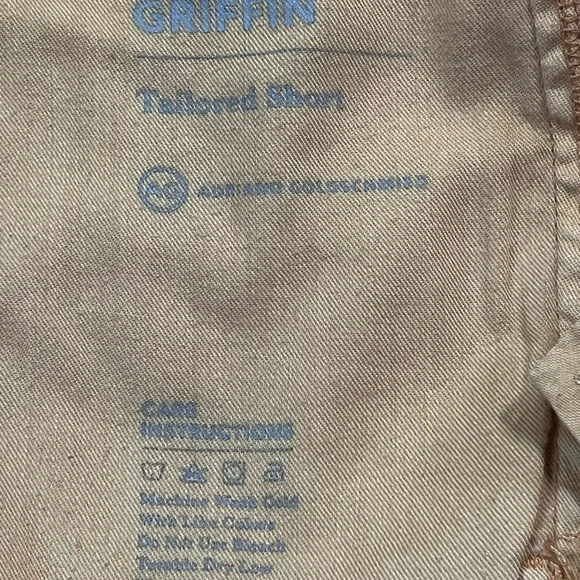 GRIFFIN
Tailored Short
AG ADRIANO GOLDSCHMIED
CARE
INSTRUCTIONS
Machine Wash Cold
With Like Colors
Do Not Use Bleach
Tumble Dry Low